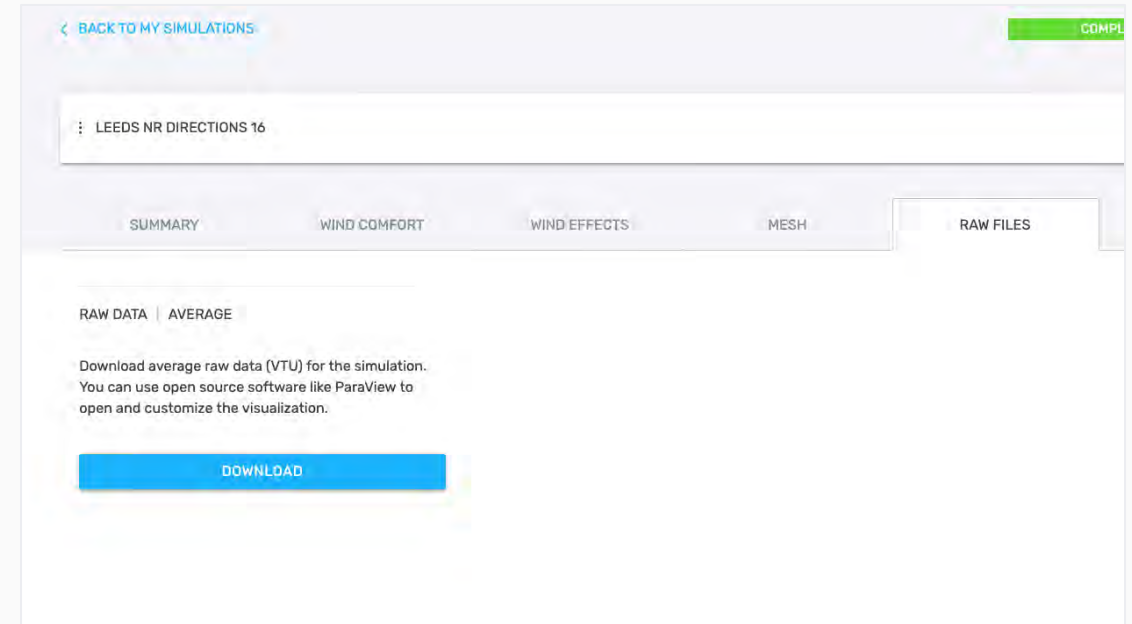 BACK TO MY SIMULATIONS
COMPL
LEEDS NR DIRECTIONS 16
SUMMARY
WIND COMFORT
WIND EFFECTS
MESH
RAW FILES
RAW DATA | AVERAGE
Download average raw data (VTU) for the simulation.
You can use open source software like ParaView to
open and customize the visualization.
DOWNLOAD